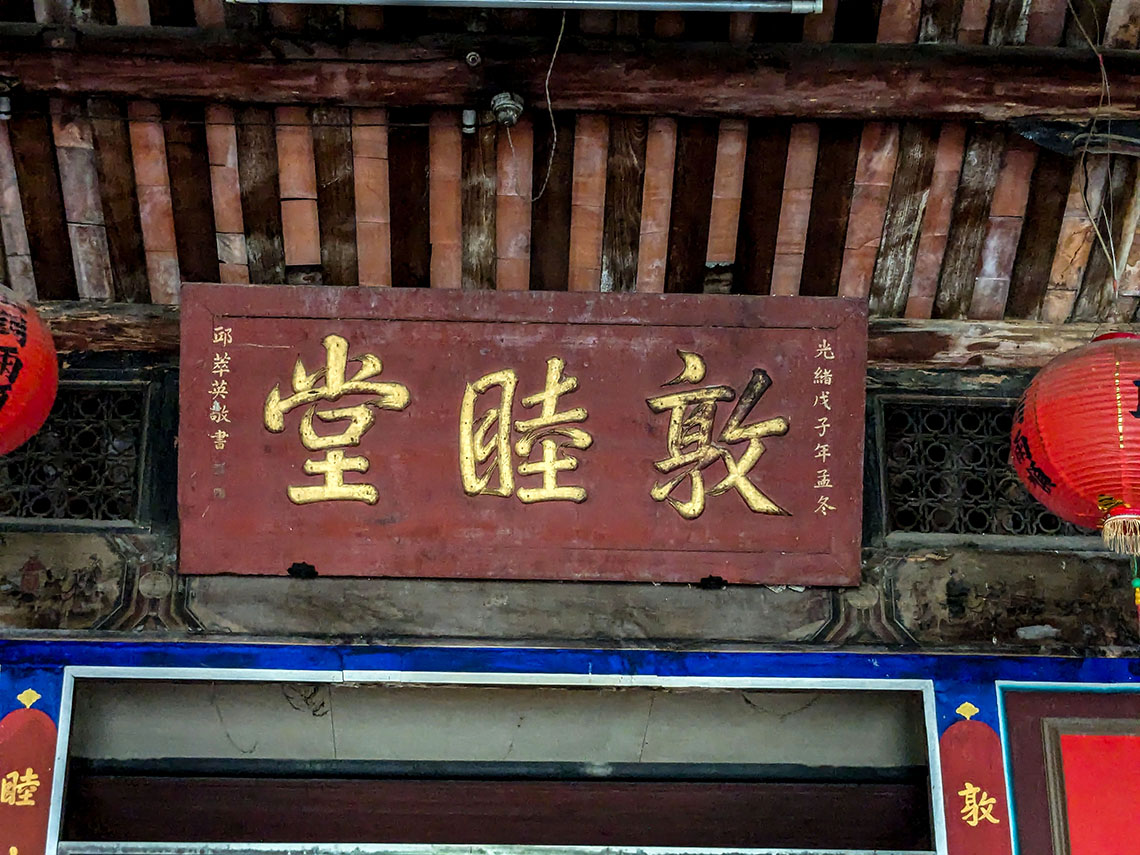 光緒戊子年孟冬
敦睦堂
邱萃英敬書
敦
睦